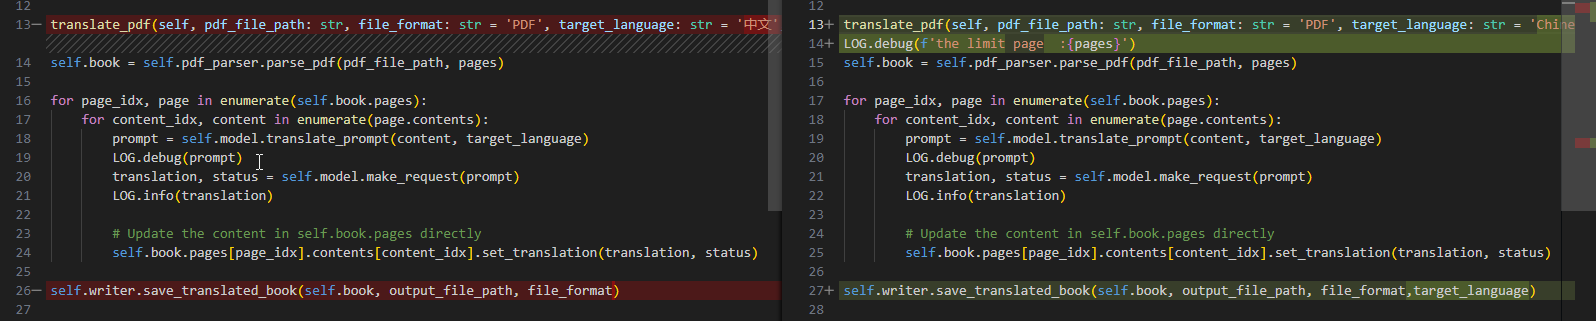 12
13— translate_pdf(self, pdf_file_path: str, file_format: str = 'PDF', target_language: str = '中文'
14 self.book = self.pdf_parser.parse_pdf(pdf_file_path, pages)
15
16 for page_idx, page in enumerate(self.book.pages):
17 for content_idx, content in enumerate(page.contents):
18 prompt = self.model.translate_prompt(content, target_language)
19 LOG.debug(prompt)
20 translation, status = self.model.make_request(prompt)
21 LOG.info(translation)
22
23 # Update the content in self.book.pages directly
24 self.book.pages[page_idx].contents[content_idx].set_translation(translation, status)
25
26— self.writer.save_translated_book(self.book, output_file_path, file_format)
27
12
13+ translate_pdf(self, pdf_file_path: str, file_format: str = 'PDF', target_language: str = 'Chine
14+ LOG.debug(f'the limit page  :{pages}')
15 self.book = self.pdf_parser.parse_pdf(pdf_file_path, pages)
16
17 for page_idx, page in enumerate(self.book.pages):
18 for content_idx, content in enumerate(page.contents):
19 prompt = self.model.translate_prompt(content, target_language)
20 LOG.debug(prompt)
21 translation, status = self.model.make_request(prompt)
22 LOG.info(translation)
23
24 # Update the content in self.book.pages directly
25 self.book.pages[page_idx].contents[content_idx].set_translation(translation, status)
26
27+ self.writer.save_translated_book(self.book, output_file_path, file_format,target_language)
28